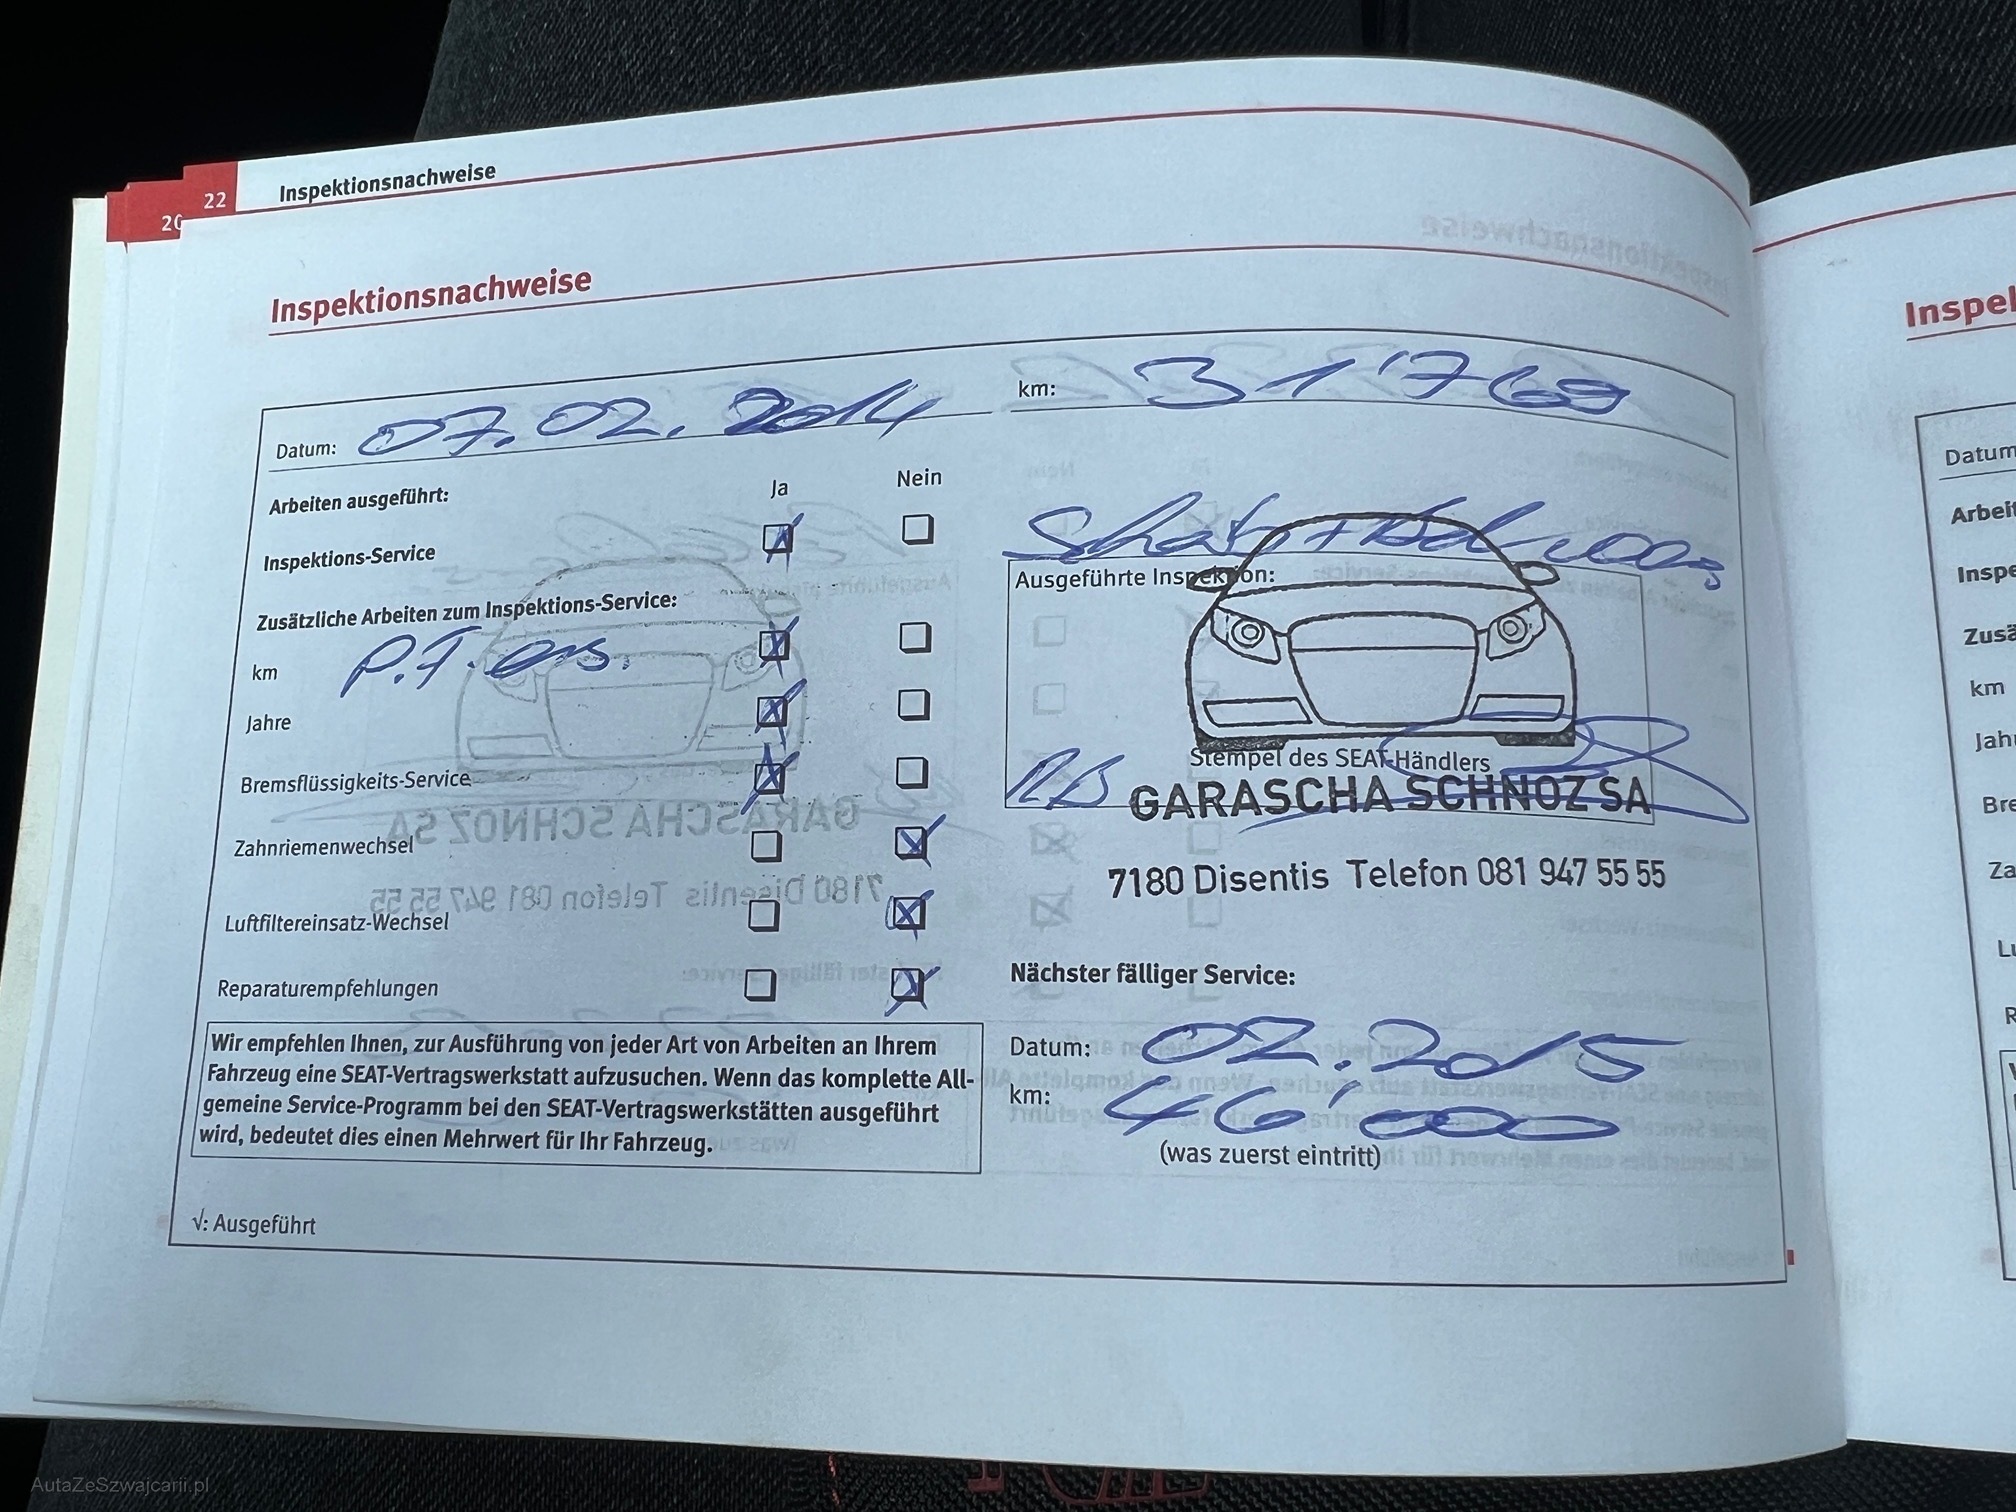 22 Inspektionsnachweise
20
Inspektionsnachweise
Inspe
Datum: 07.02.2014 km: 31'769
Arbeiten ausgeführt: Ja Nein
Inspektions-Service
Ausgeführte Inspektion:
Zusätzliche Arbeiten zum Inspektions-Service:
km P.F.
Jahre
Bremsflüssigkeits-Service
Stempel des SEAT-Händlers
GARASCHA SCHNOZ SA
7180 Disentis Telefon 081 947 55 55
Zahnriemenwechsel
Luftfiltereinsatz-Wechsel
Reparaturempfehlungen
Wir empfehlen Ihnen, zur Ausführung von jeder Art von Arbeiten an Ihrem
Fahrzeug eine SEAT-Vertragswerkstatt aufzusuchen. Wenn das komplette All-
gemeine Service-Programm bei den SEAT-Vertragswerkstätten ausgeführt
wird, bedeutet dies einen Mehrwert für Ihr Fahrzeug.
Nächster fälliger Service:
Datum: 02.2015
km: 46'000
(was zuerst eintritt)
√: Ausgeführt
Datum
Arbeit
Inspe
Zusä
km
Jahr
Bre
Za
Lu
R
AutaZeSzwajcarii.pl